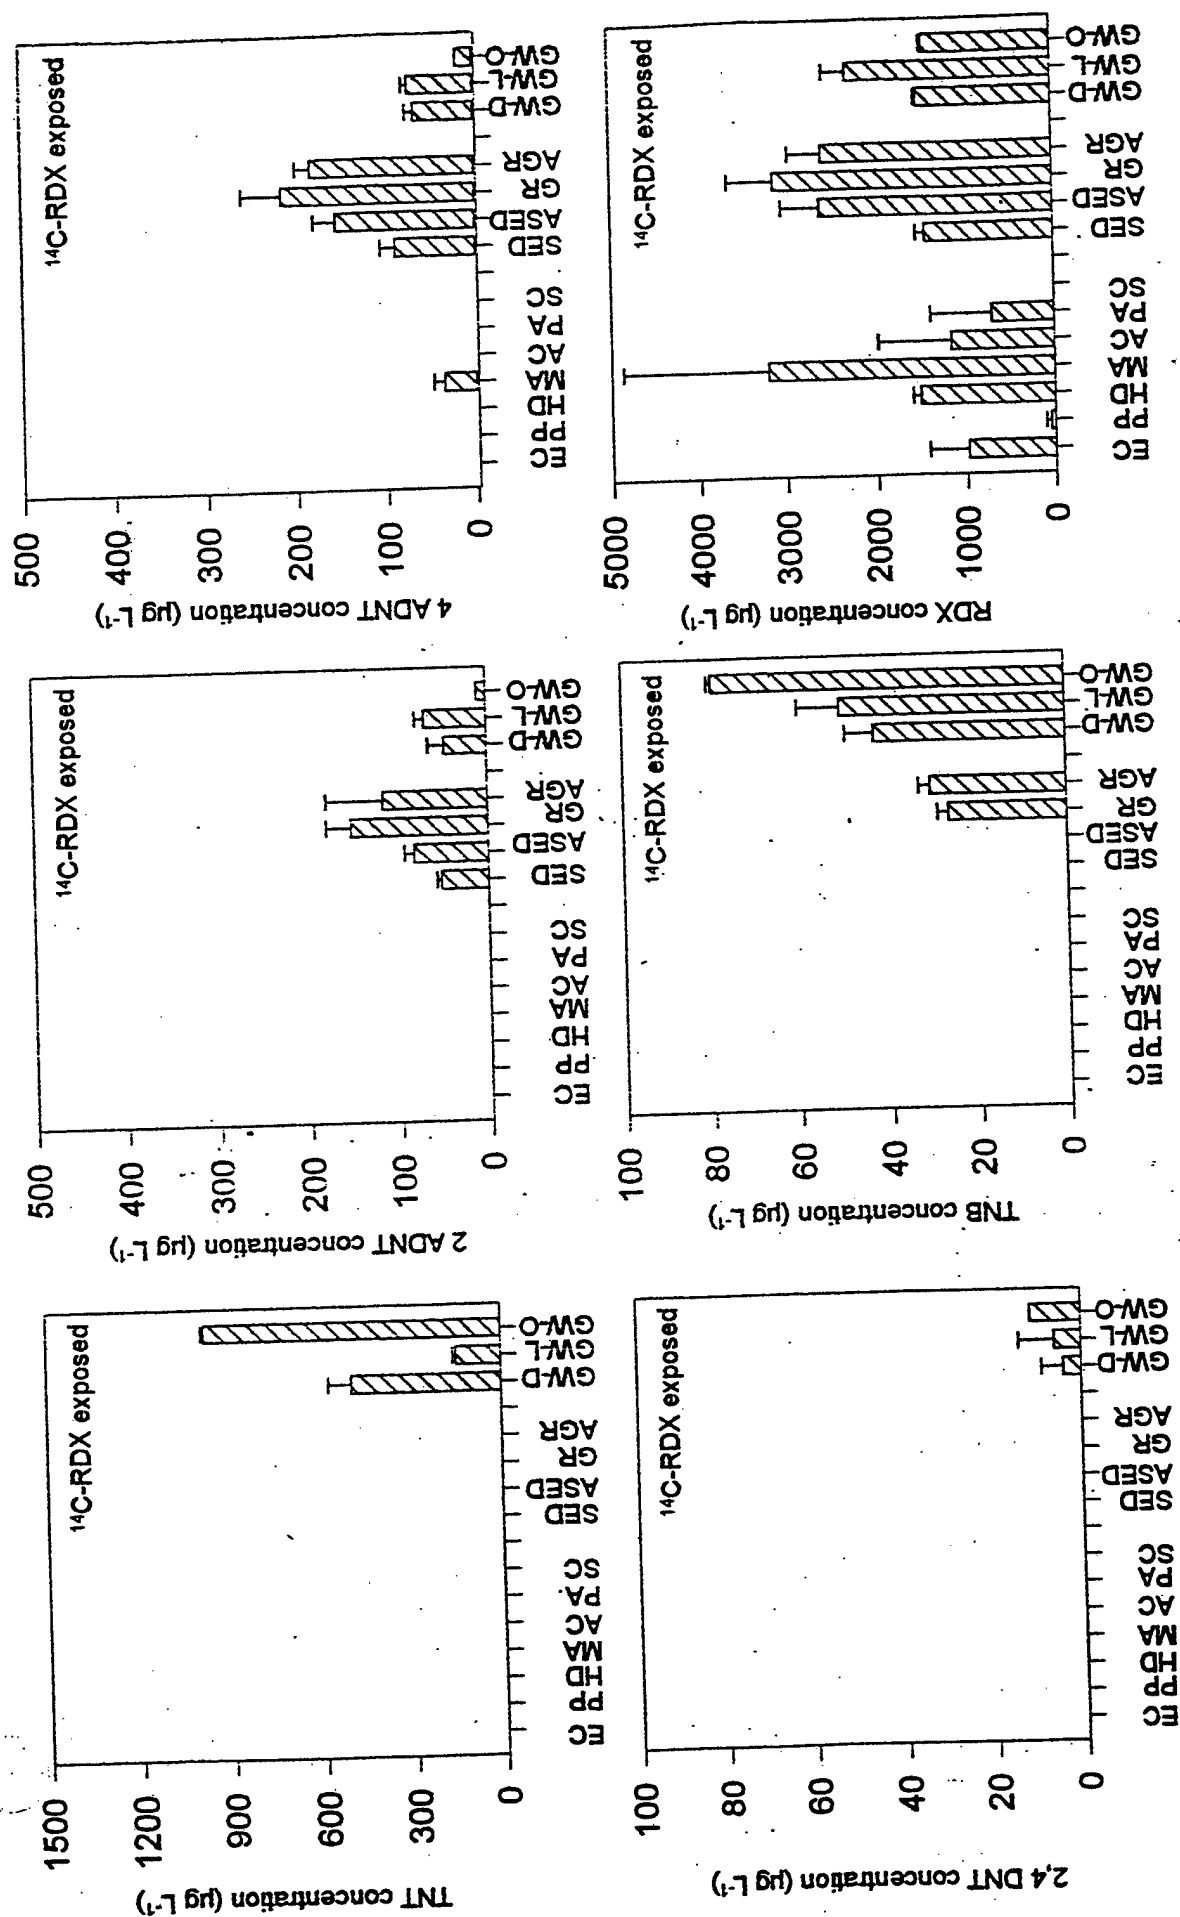 TNT concentration (µg L-1)
1500
1200
900
600
300
0
14C-RDX exposed
EC
PP
HD
MA
AC
PA
SC
SED
ASED
GR
AGR
GW-D
GW-L
GW-O
2 ADNT concentration (µg L-1)
500
400
300
200
100
0
14C-RDX exposed
EC
PP
HD
MA
AC
PA
SC
SED
ASED
GR
AGR
GW-D
GW-L
GW-O
4 ADNT concentration (µg L-1)
500
400
300
200
100
0
14C-RDX exposed
EC
PP
HD
MA
AC
PA
SC
SED
ASED
GR
AGR
GW-D
GW-L
GW-O
2,4 DNT concentration (µg L-1)
100
80
60
40
20
0
14C-RDX exposed
EC
PP
HD
MA
AC
PA
SC
SED
ASED
GR
AGR
GW-D
GW-L
GW-O
TNB concentration (µg L-1)
100
80
60
40
20
0
14C-RDX exposed
EC
PP
HD
MA
AC
PA
SC
SED
ASED
GR
AGR
GW-D
GW-L
GW-O
RDX concentration (µg L-1)
5000
4000
3000
2000
1000
0
14C-RDX exposed
EC
PP
HD
MA
AC
PA
SC
SED
ASED
GR
AGR
GW-D
GW-L
GW-O